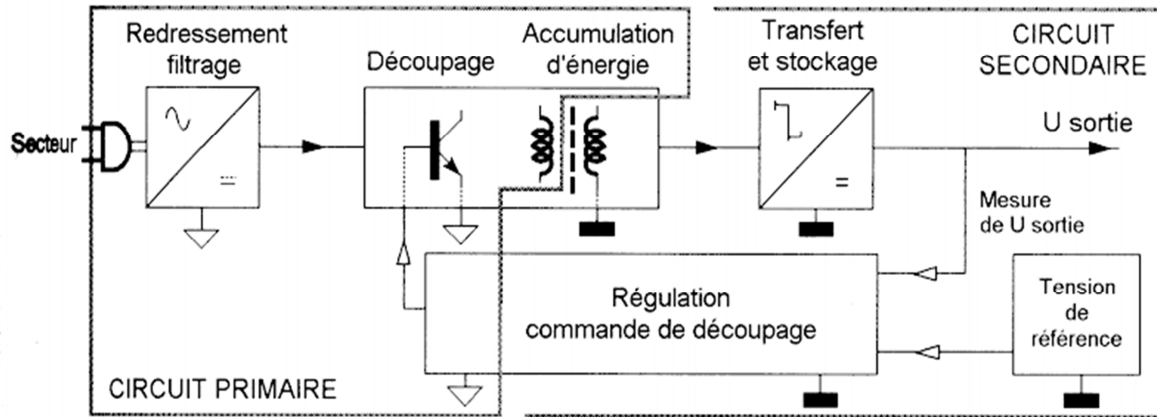 Redressement
filtrage
Découpage
Accumulation
d'énergie
Transfert
et stockage
CIRCUIT
SECONDAIRE
Secteur
U sortie
Mesure
de U sortie
Régulation
commande de découpage
Tension
de
référence
CIRCUIT PRIMAIRE